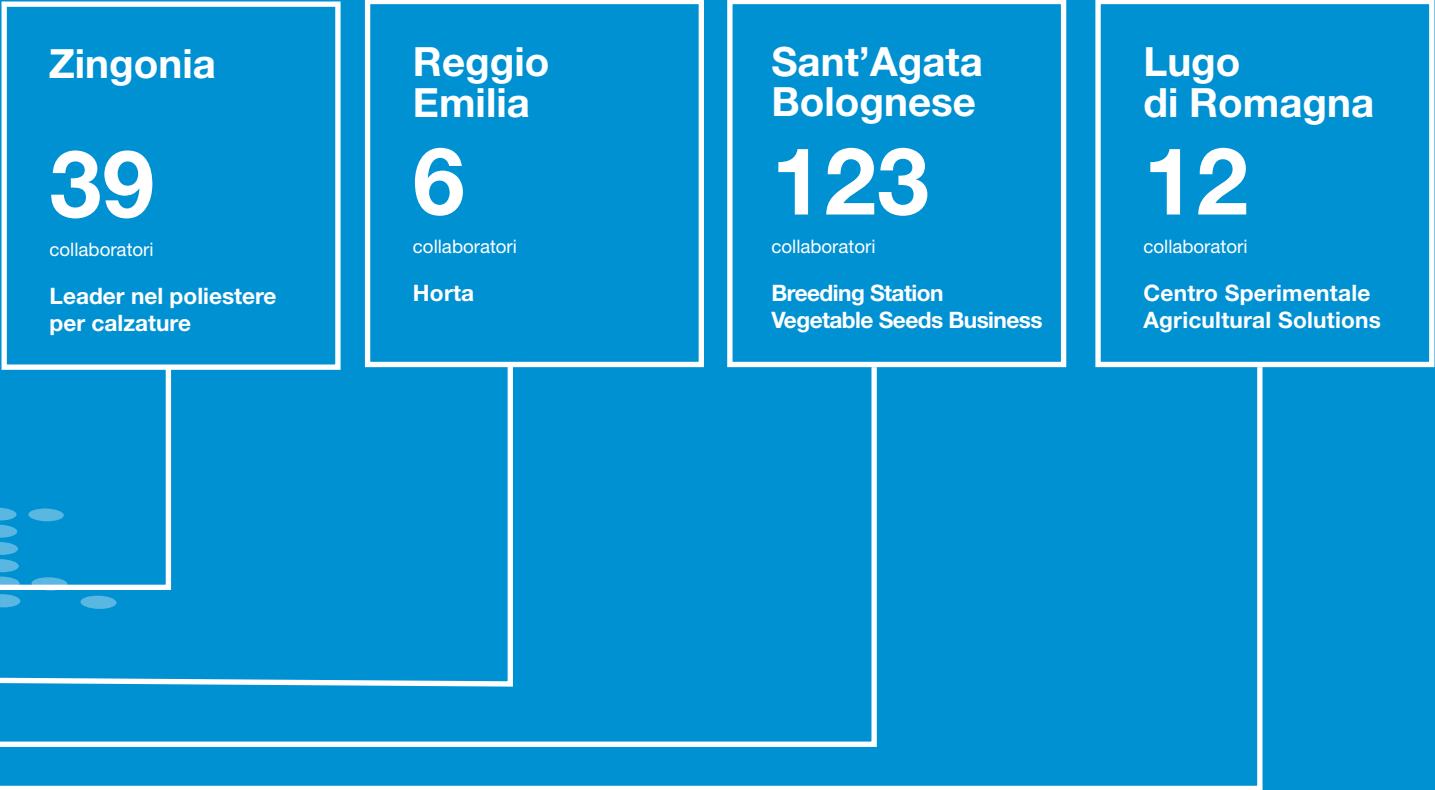 Zingonia
39
collaboratori
Leader nel poliestere
per calzature
Reggio
Emilia
6
collaboratori
Horta
Sant’Agata
Bolognese
123
collaboratori
Breeding Station
Vegetable Seeds Business
Lugo
di Romagna
12
collaboratori
Centro Sperimentale
Agricultural Solutions